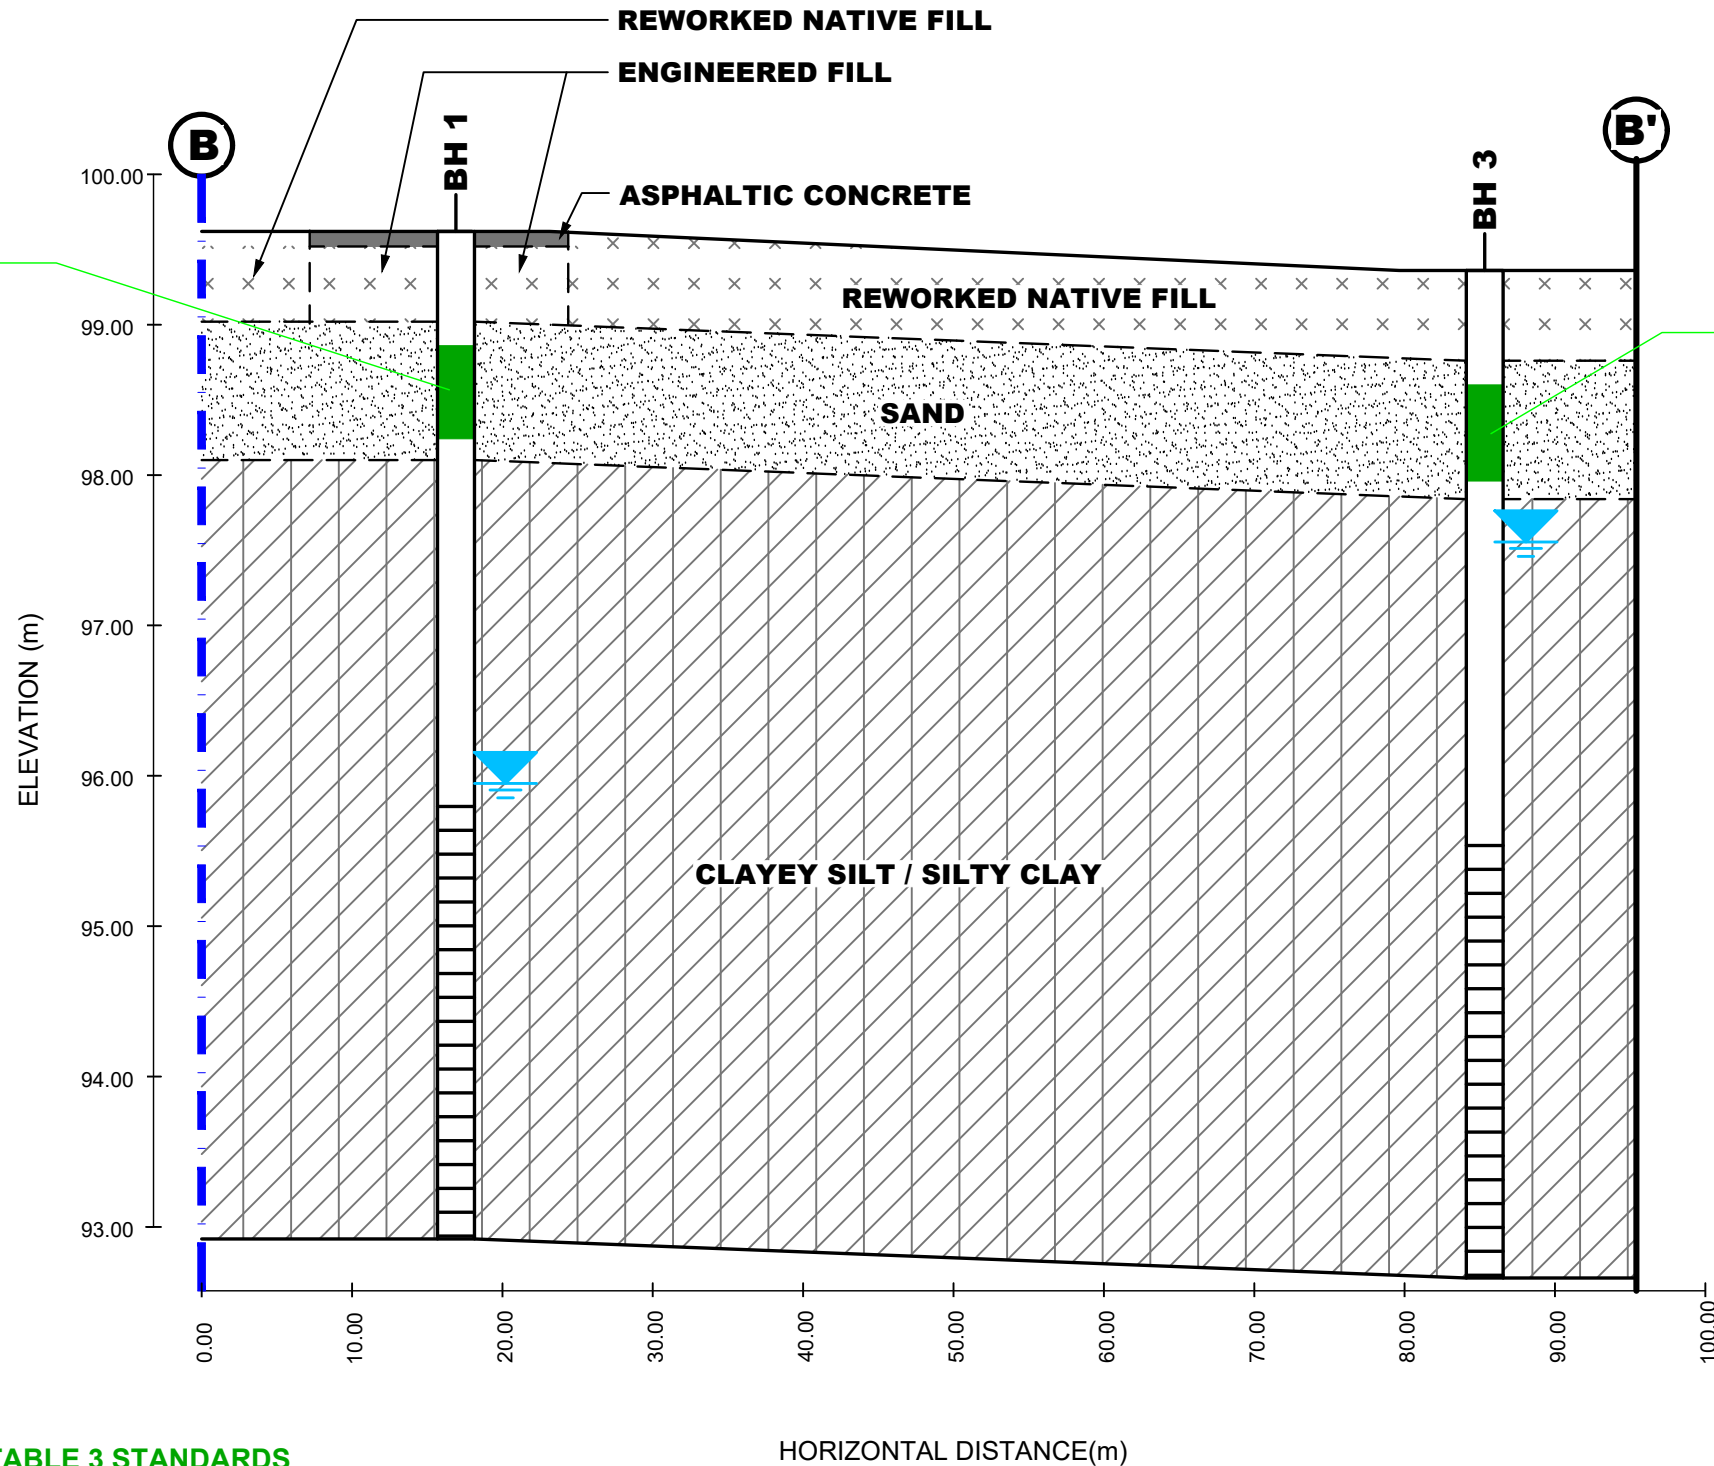 REWORKED NATIVE FILL
ENGINEERED FILL
B
BH 1
B'
BH 3
ASPHALTIC CONCRETE
100.00
REWORKED NATIVE FILL
99.00
SAND
98.00
97.00
ELEVATION (m)
96.00
CLAYEY SILT / SILTY CLAY
95.00
94.00
93.00
0.00
10.00
20.00
30.00
40.00
50.00
60.00
70.00
80.00
90.00
100.00
HORIZONTAL DISTANCE(m)
TABLE 3 STANDARDS